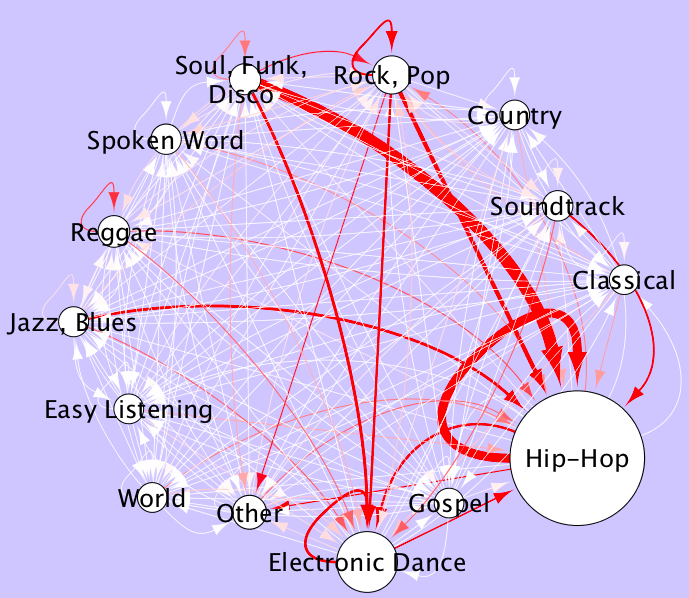 Soul, Funk,
Disco
Rock, Pop
Country
Spoken Word
Soundtrack
Reggae
Classical
Jazz, Blues
Easy Listening
Hip-Hop
World
Other
Gospel
Electronic Dance